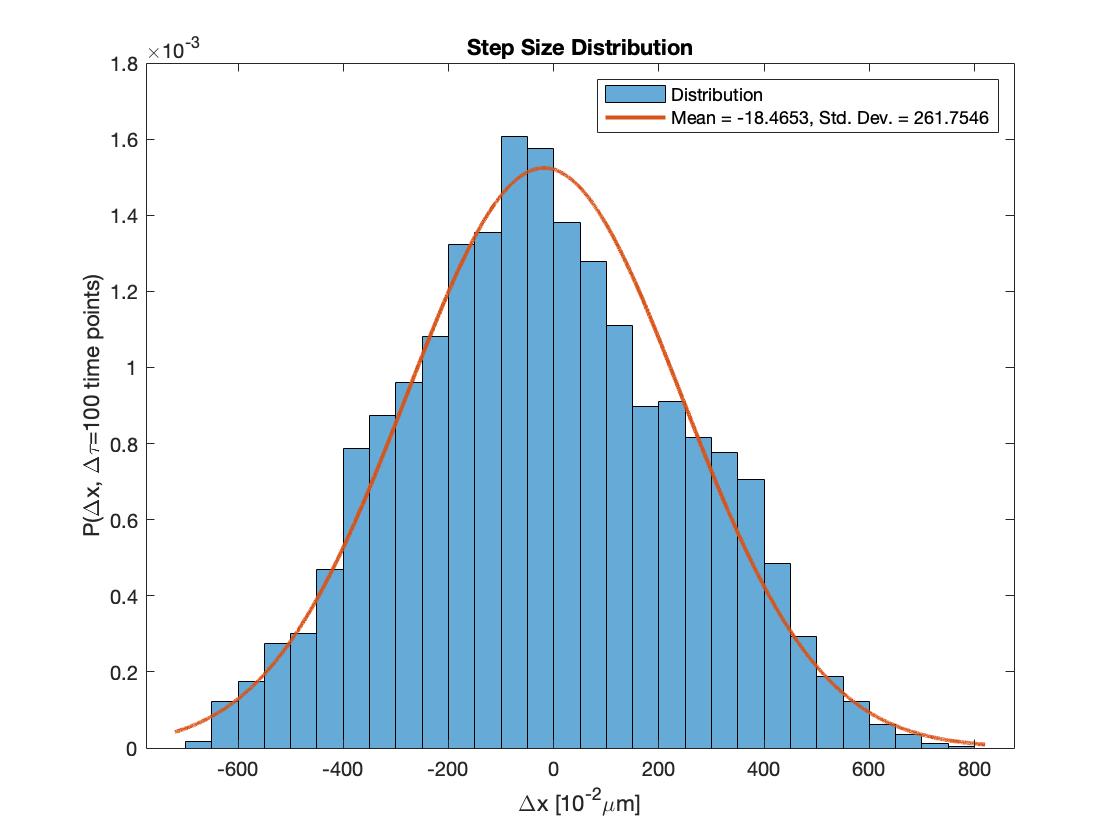 Step Size Distribution
×10⁻³
Distribution
Mean = -18.4653, Std. Dev. = 261.7546
P(Δx, Δτ=100 time points)
1.8
1.6
1.4
1.2
1
0.8
0.6
0.4
0.2
0
-600 -400 -200 0 200 400 600 800
Δx [10⁻²μm]